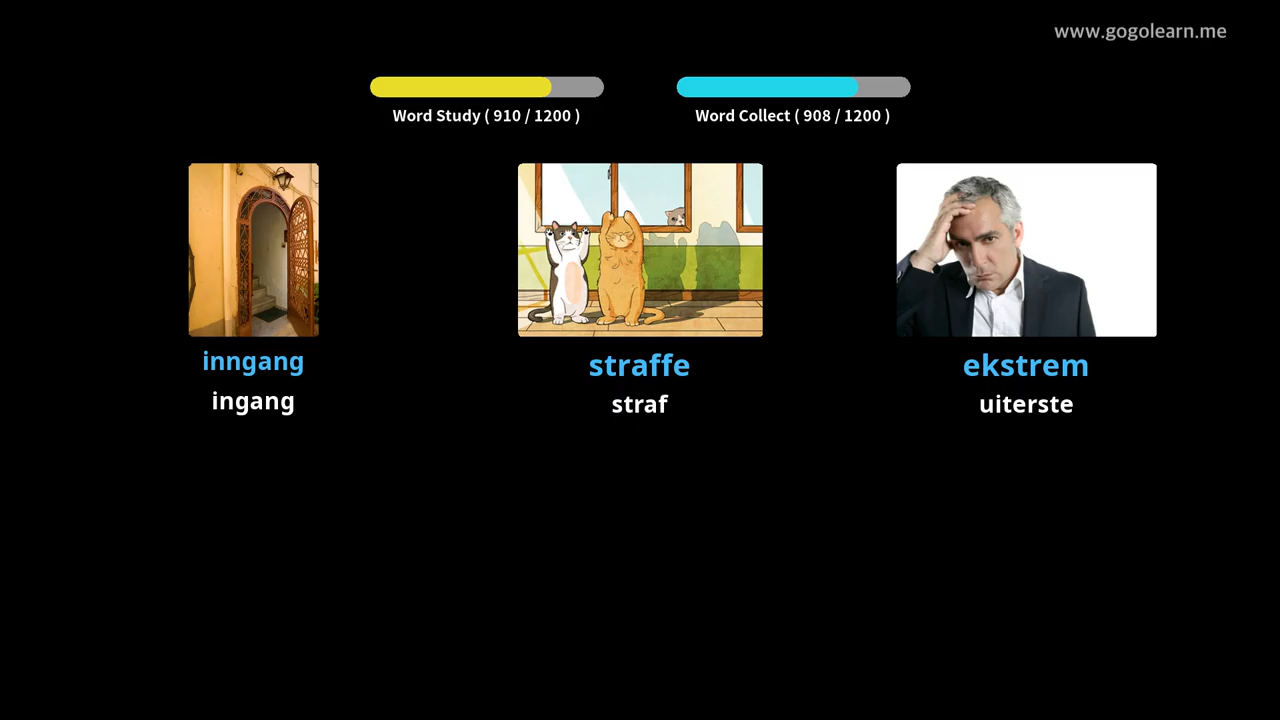 www.gogolearn.me
Word Study ( 910 / 1200 )
Word Collect ( 908 / 1200 )
inngang
ingang
straffe
straf
ekstrem
uiterste